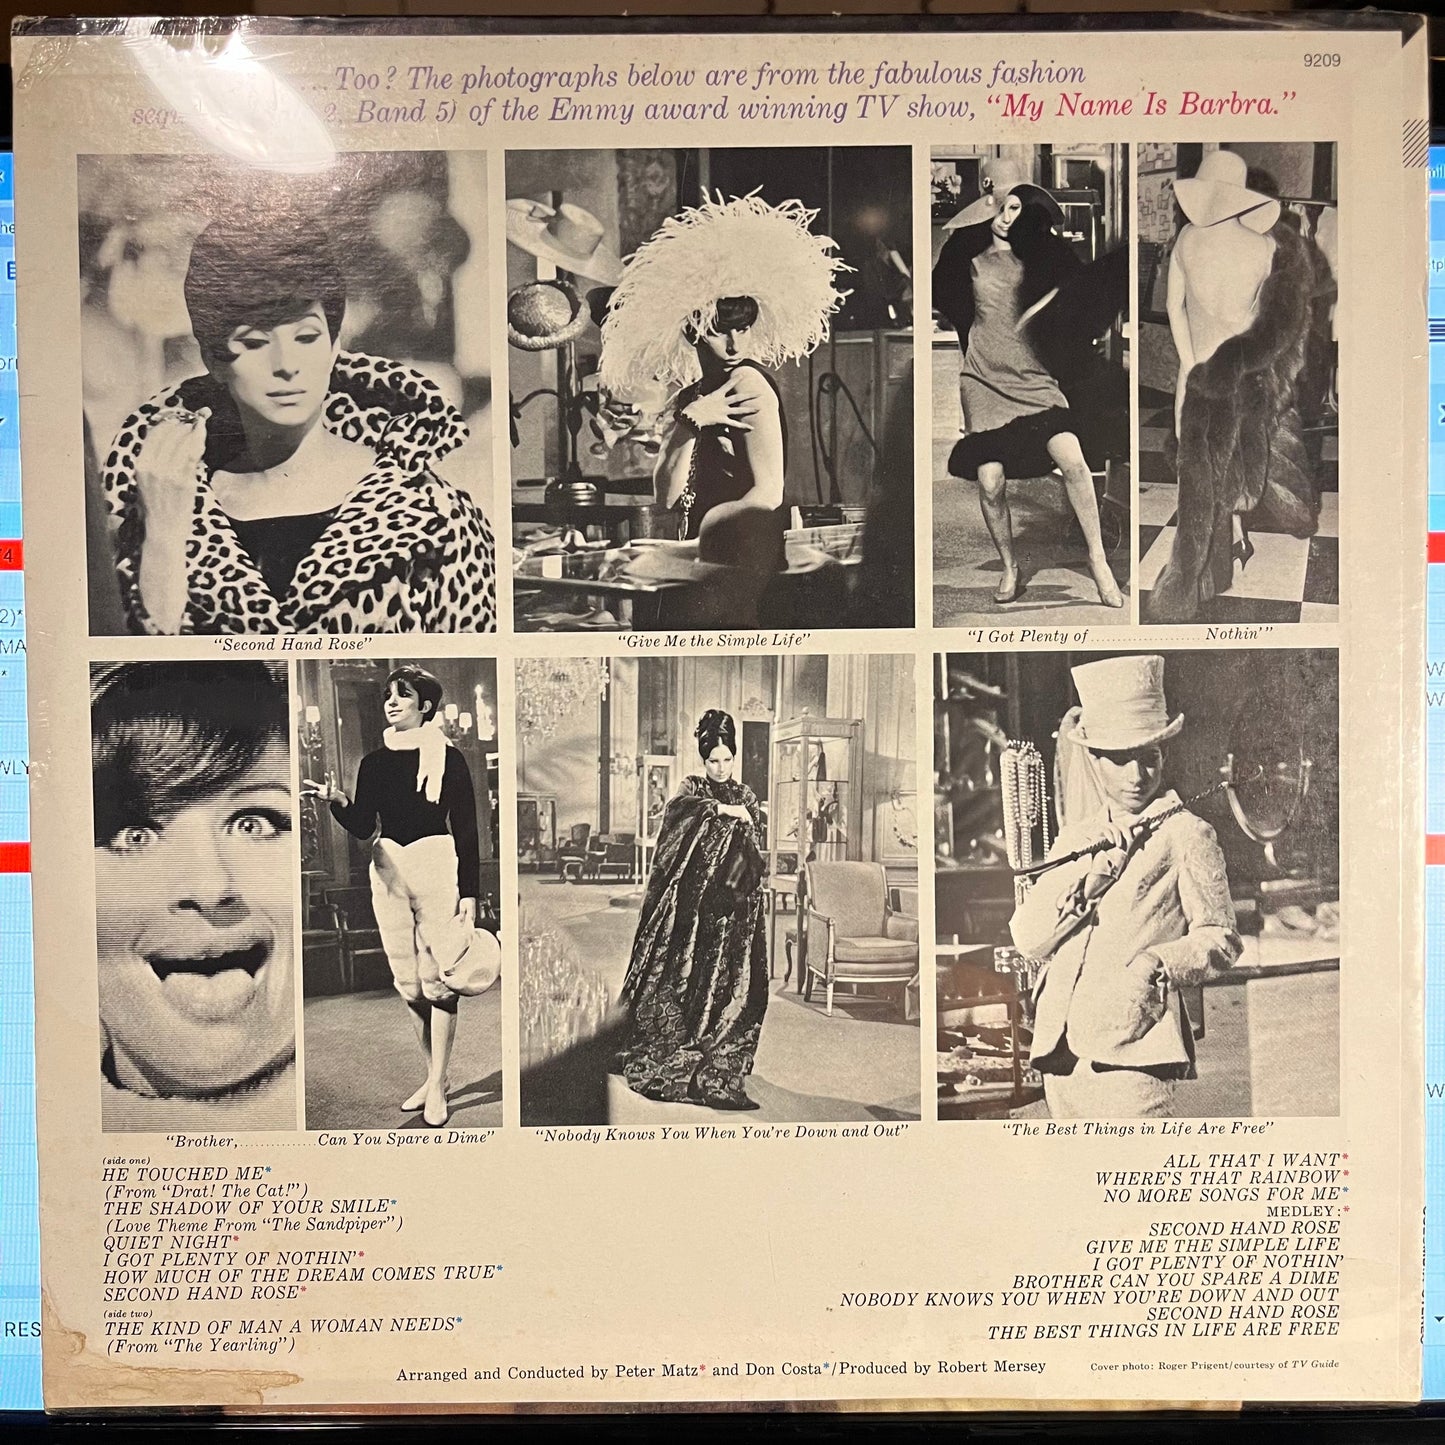 ...Too? The photographs below are from the fabulous fashion
9209
2, Band 5) of the Emmy award winning TV show, "My Name Is Barbra."
"Second Hand Rose"
"Give Me the Simple Life"
"I Got Plenty of ..................... Nothin'"
"Brother,...............Can You Spare a Dime"
"Nobody Knows You When You're Down and Out"
"The Best Things in Life Are Free"
(side one)
HE TOUCHED ME*
(From "Drat! The Cat!")
THE SHADOW OF YOUR SMILE*
(Love Theme From "The Sandpiper")
QUIET NIGHT*
I GOT PLENTY OF NOTHIN'*
HOW MUCH OF THE DREAM COMES TRUE*
SECOND HAND ROSE*
(side two)
THE KIND OF MAN A WOMAN NEEDS*
(From "The Yearling")
ALL THAT I WANT*
WHERE'S THAT RAINBOW*
NO MORE SONGS FOR ME*
MEDLEY:*
SECOND HAND ROSE
GIVE ME THE SIMPLE LIFE
I GOT PLENTY OF NOTHIN'
BROTHER CAN YOU SPARE A DIME
NOBODY KNOWS YOU WHEN YOU'RE DOWN AND OUT
SECOND HAND ROSE
THE BEST THINGS IN LIFE ARE FREE
Arranged and Conducted by Peter Matz* and Don Costa*/Produced by Robert Mersey
Cover photo: Roger Prigent/courtesy of TV Guide